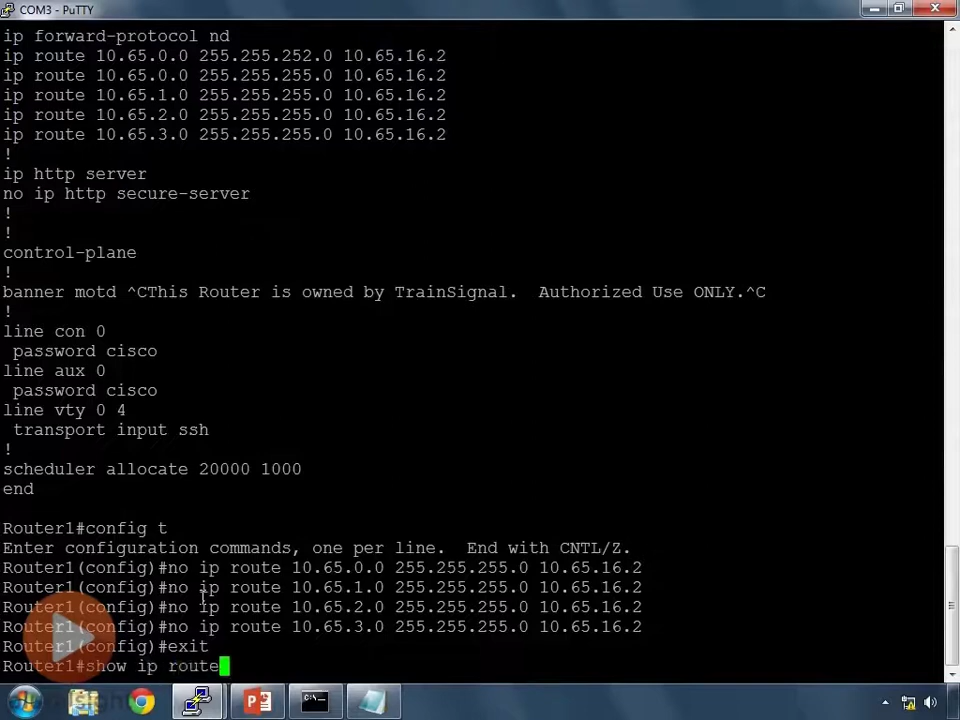 COM3 - PuTTY
ip forward-protocol nd
ip route 10.65.0.0 255.255.252.0 10.65.16.2
ip route 10.65.0.0 255.255.255.0 10.65.16.2
ip route 10.65.1.0 255.255.255.0 10.65.16.2
ip route 10.65.2.0 255.255.255.0 10.65.16.2
ip route 10.65.3.0 255.255.255.0 10.65.16.2
!
ip http server
no ip http secure-server
!
!
control-plane
!
banner motd ^CThis Router is owned by TrainSignal.  Authorized Use ONLY.^C
!
line con 0
 password cisco
line aux 0
 password cisco
line vty 0 4
 transport input ssh
!
scheduler allocate 20000 1000
end

Router1#config t
Enter configuration commands, one per line.  End with CNTL/Z.
Router1(config)#no ip route 10.65.0.0 255.255.255.0 10.65.16.2
Router1(config)#no ip route 10.65.1.0 255.255.255.0 10.65.16.2
Router1(config)#no ip route 10.65.2.0 255.255.255.0 10.65.16.2
Router1(config)#no ip route 10.65.3.0 255.255.255.0 10.65.16.2
Router1(config)#exit
Router1#show ip route